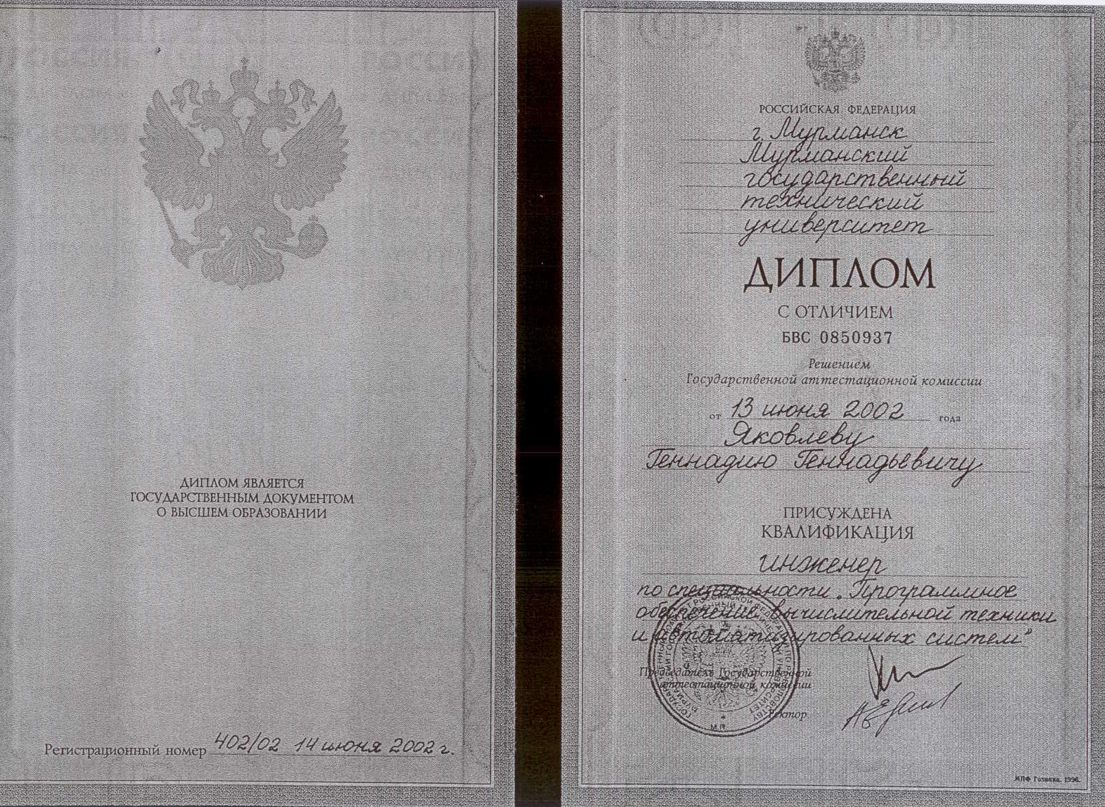 ДИПЛОМ ЯВЛЯЕТСЯ
ГОСУДАРСТВЕННЫМ ДОКУМЕНТОМ
О ВЫСШЕМ ОБРАЗОВАНИИ
Регистрационный номер 402/02 14 июня 2002 г.
РОССИЙСКАЯ ФЕДЕРАЦИЯ
г. Мурманск
Мурманский
государственный
технический
университет
ДИПЛОМ
С ОТЛИЧИЕМ
БВС 0850937
Решением
Государственной аттестационной комиссии
от 13 июня 2002 года
Яковлеву
Геннадию Геннадьевичу
ПРИСУЖДЕНА
КВАЛИФИКАЦИЯ
инженер
по специальности „Программное
обеспечение вычислительной техники
и автоматизированных систем"
Председатель Государственной
аттестационной комиссии
Ректор
М.П.